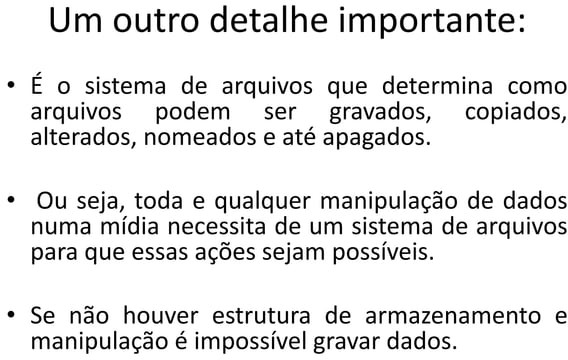 Um outro detalhe importante:
• É o sistema de arquivos que determina como
arquivos podem ser gravados, copiados,
alterados, nomeados e até apagados.
• Ou seja, toda e qualquer manipulação de dados
numa mídia necessita de um sistema de arquivos
para que essas ações sejam possíveis.
• Se não houver estrutura de armazenamento e
manipulação é impossível gravar dados.